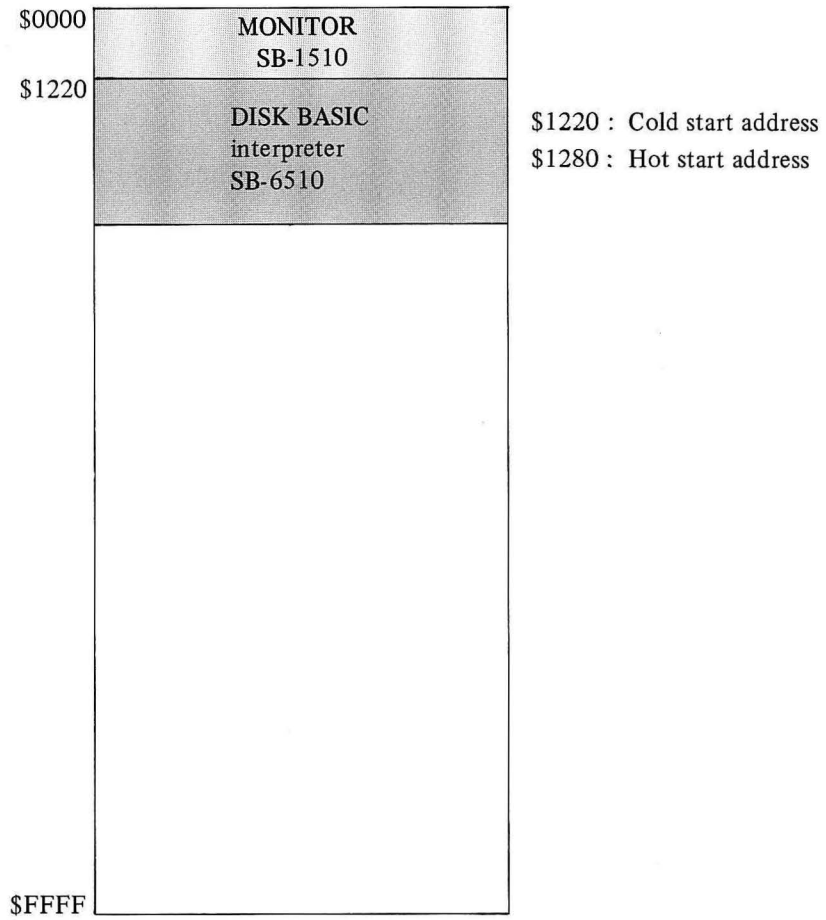 $0000
MONITOR
SB-1510
$1220
DISK BASIC
interpreter
SB-6510
$1220 : Cold start address
$1280 : Hot start address
$FFFF